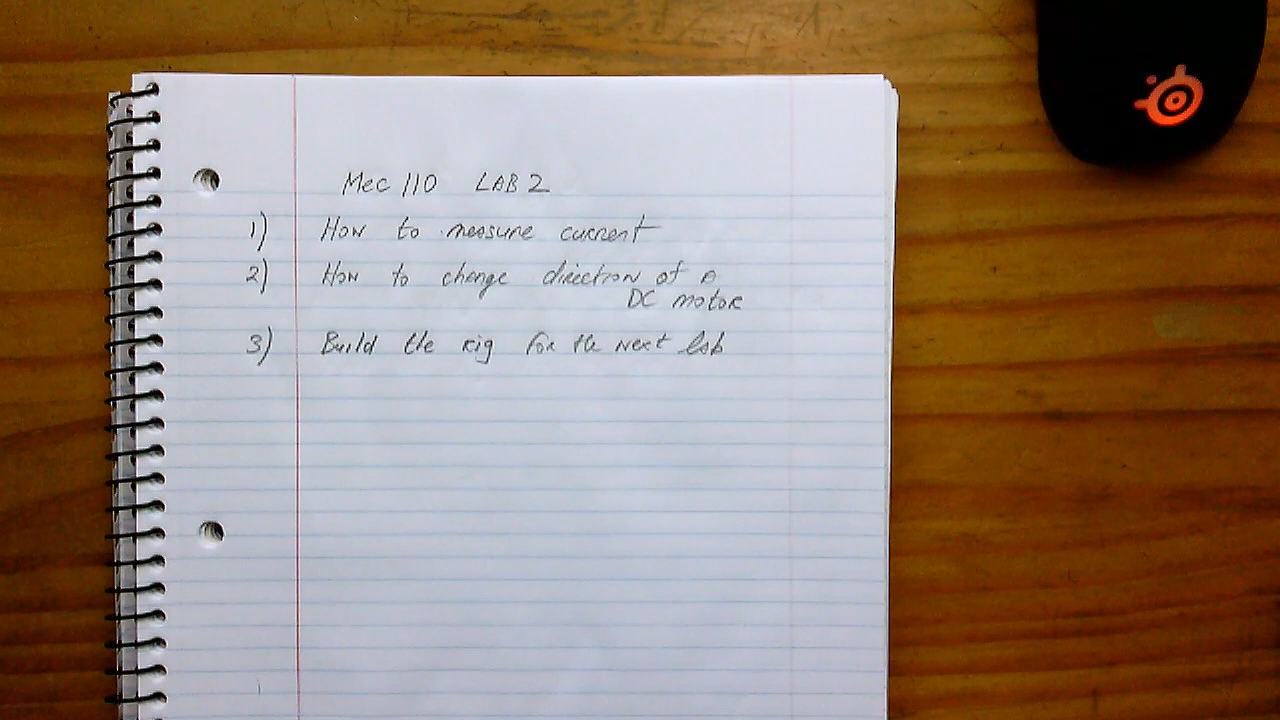 Mec 110 LAB 2
1) How to measure current
2) How to change direction of a
DC motor
3) Build the rig for the next lab